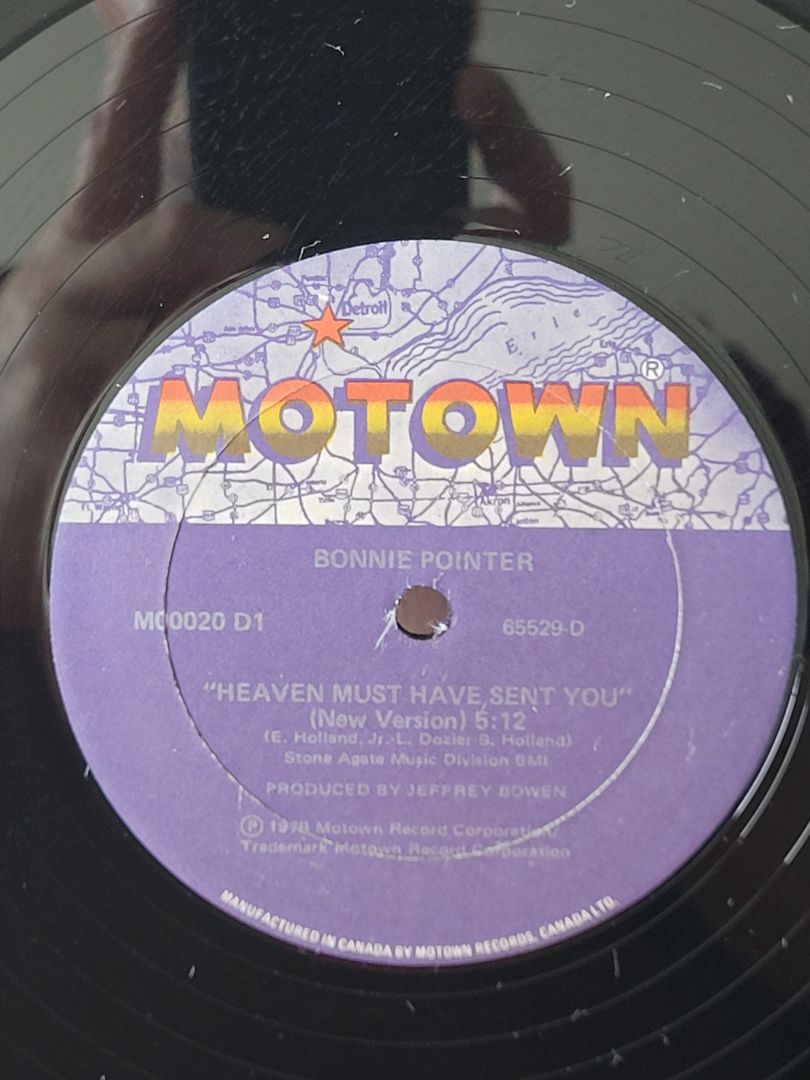 Detroit
Erie
MOTOWN®
Akron
BONNIE POINTER
M00020 D1
65529-D
"HEAVEN MUST HAVE SENT YOU"
(New Version) 5:12
(E. Holland, Jr.-L. Dozier B. Holland)
Stone Agate Music Division BMI
PRODUCED BY JEFFREY BOWEN
Ⓟ 1978 Motown Record Corporation/
Trademark Motown Record Corporation
MANUFACTURED IN CANADA BY MOTOWN RECORDS, CANADA LTD.